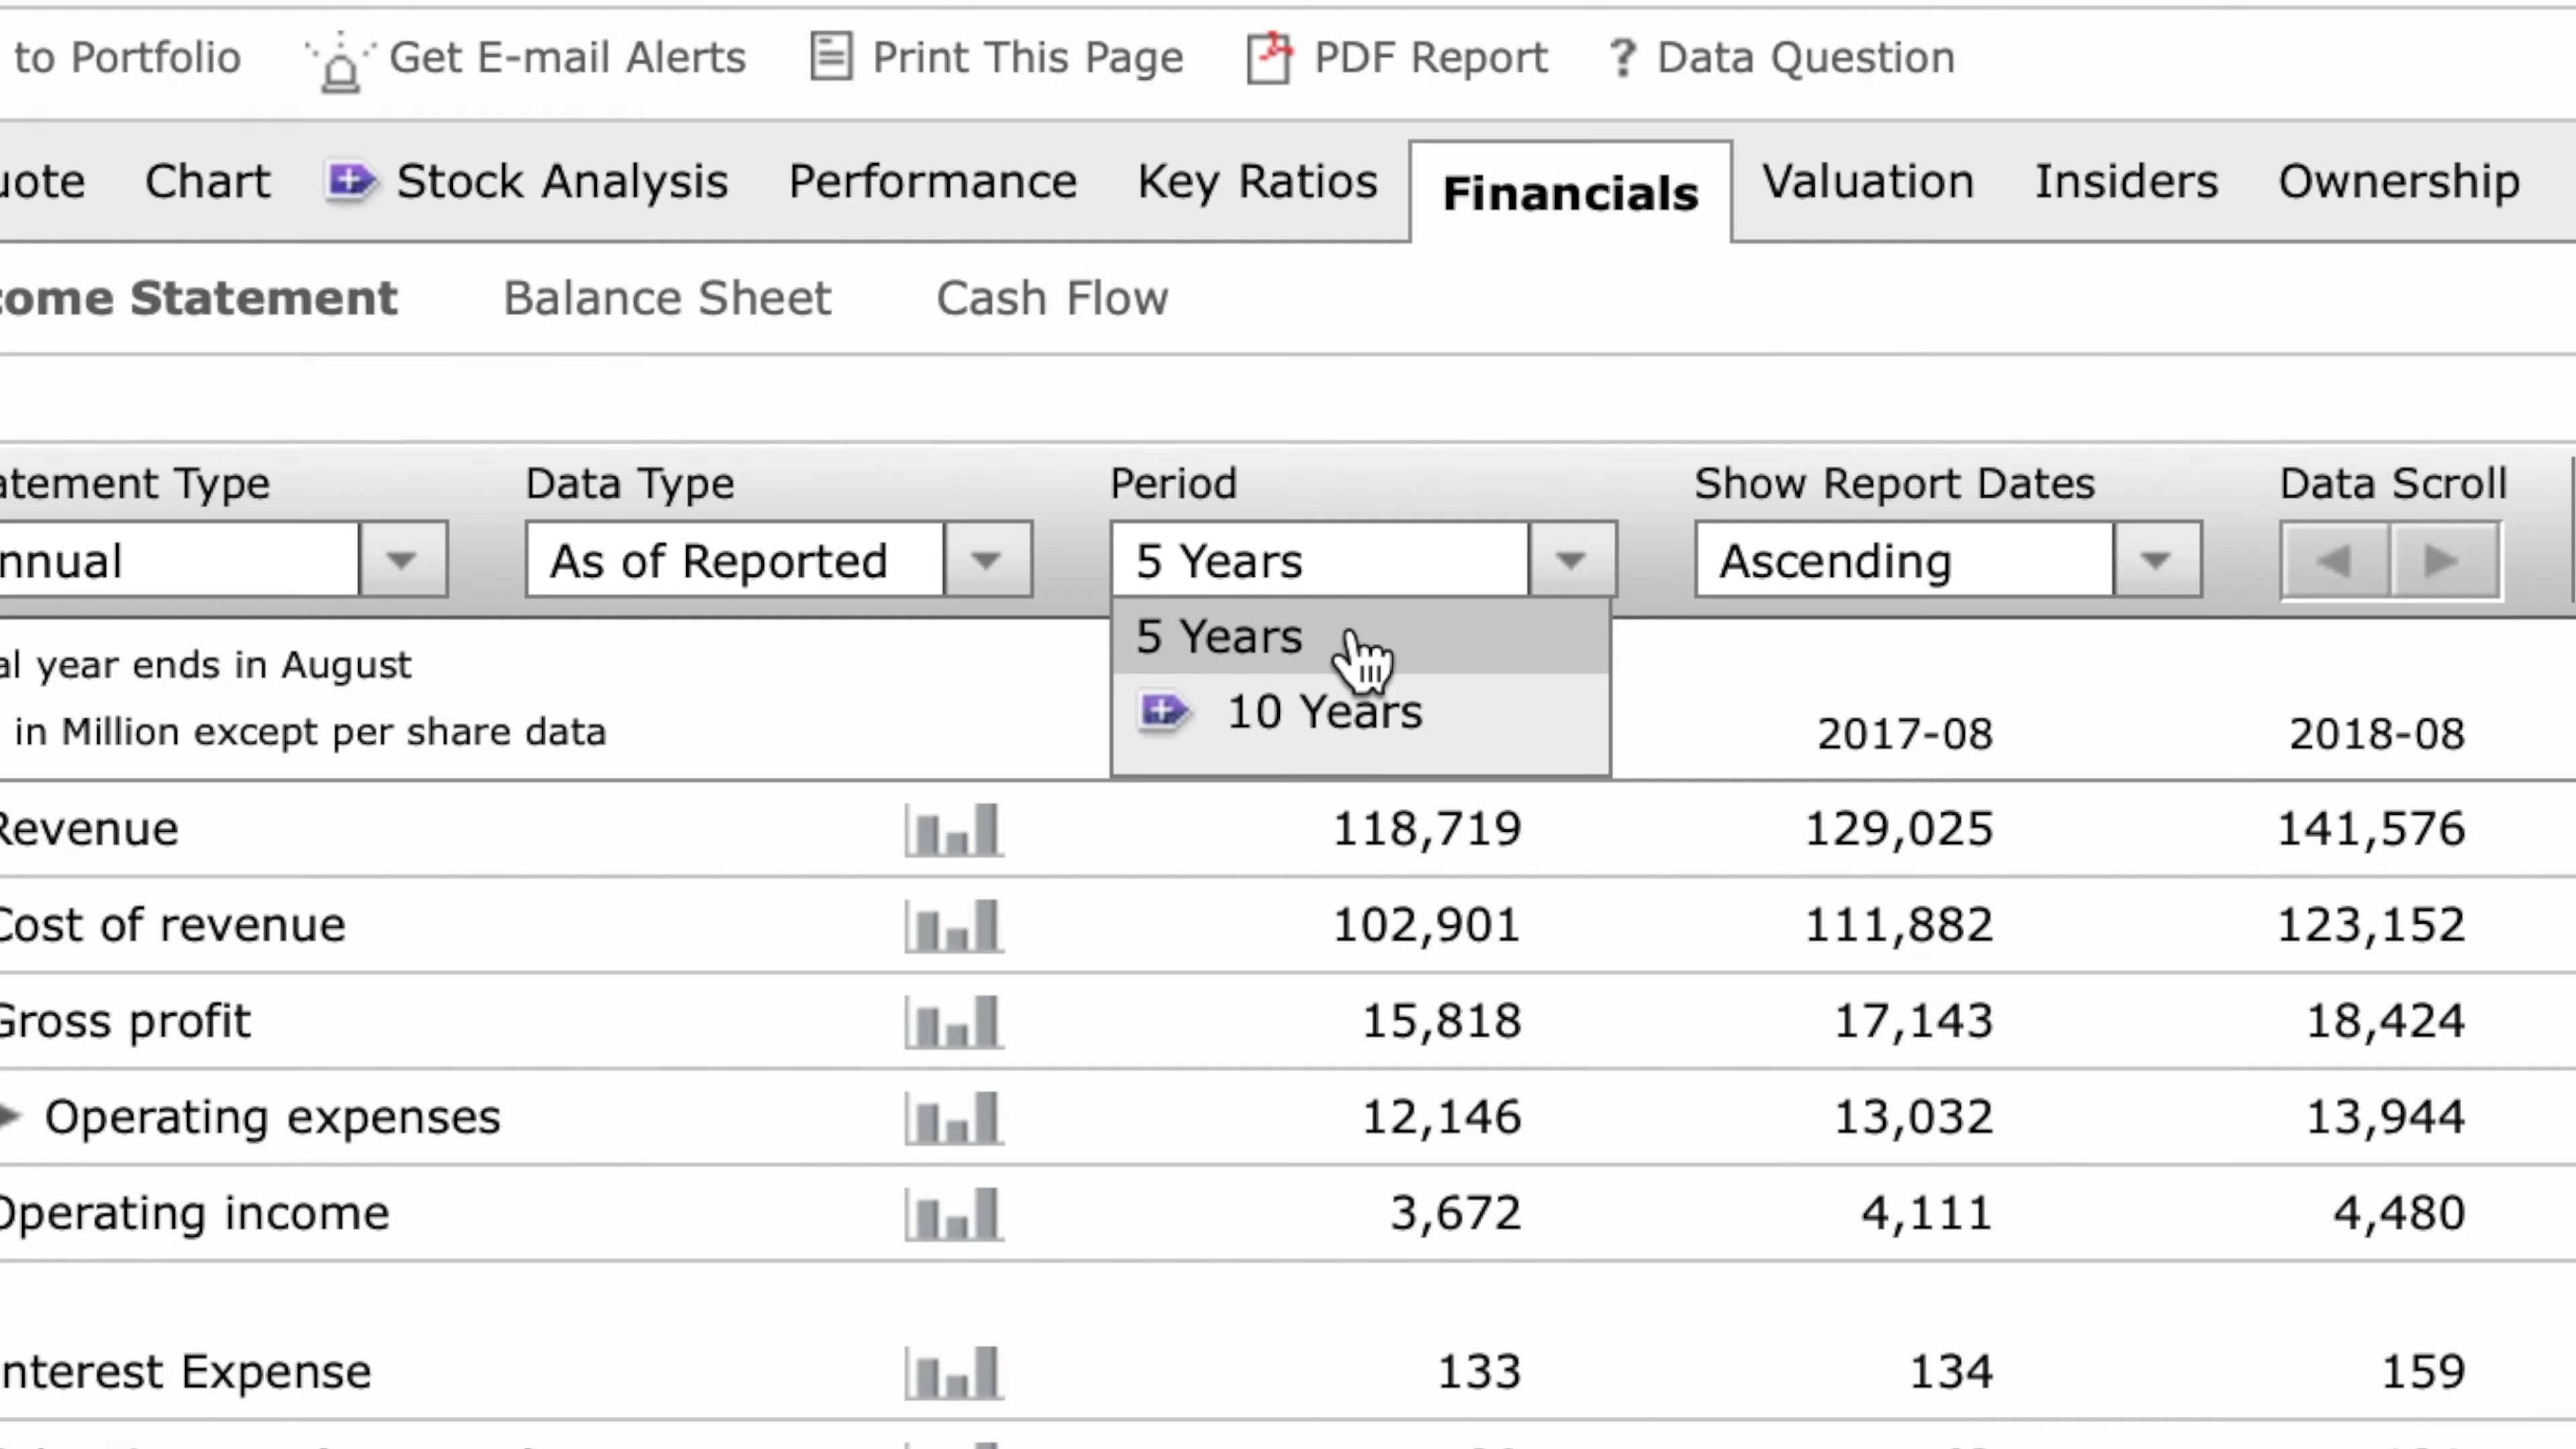 to Portfolio Get E-mail Alerts Print This Page PDF Report ? Data Question
uote Chart Stock Analysis Performance Key Ratios Financials Valuation Insiders Ownership
come Statement Balance Sheet Cash Flow
atement Type Data Type Period Show Report Dates Data Scroll
nnual As of Reported 5 Years Ascending
5 Years
al year ends in August
10 Years
in Million except per share data 2017-08 2018-08
Revenue 118,719 129,025 141,576
Cost of revenue 102,901 111,882 123,152
Gross profit 15,818 17,143 18,424
Operating expenses 12,146 13,032 13,944
Operating income 3,672 4,111 4,480
Interest Expense 133 134 159